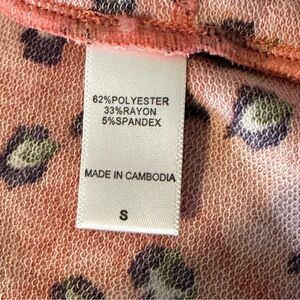 62%POLYESTER
33%RAYON
5%SPANDEX
MADE IN CAMBODIA
S